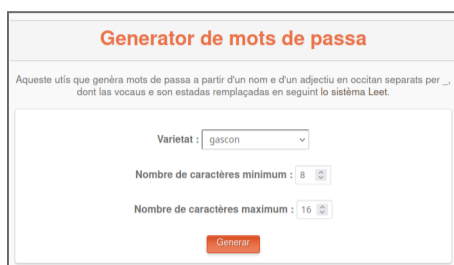 Generator de mots de passa
Aqueste utís que genèra mots de passa a partir d'un nom e d'un adjectiu en occitan separats per _,
dont las vocaus e son estadas remplaçadas en seguint lo sistèma Leet.
Varietat : gascon
Nombre de caractères minimum : 8
Nombre de caractères maximum : 16
Generar